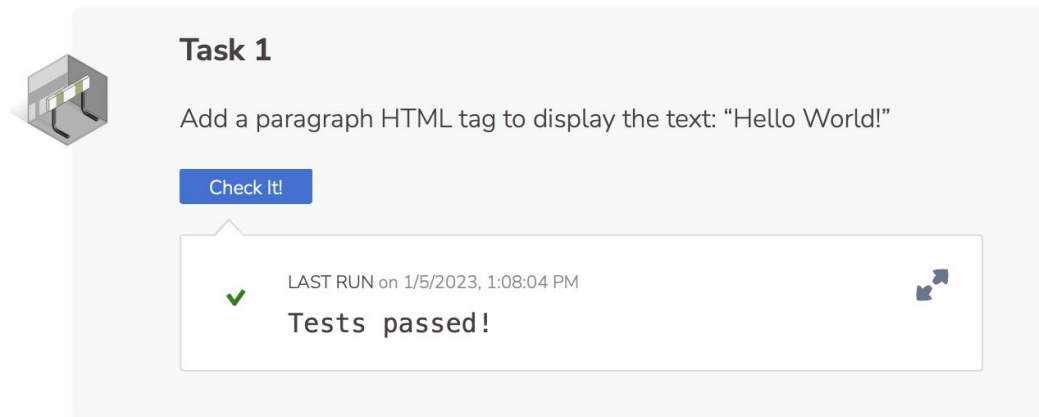 Task 1
Add a paragraph HTML tag to display the text: “Hello World!”
Check It!
LAST RUN on 1/5/2023, 1:08:04 PM
Tests passed!